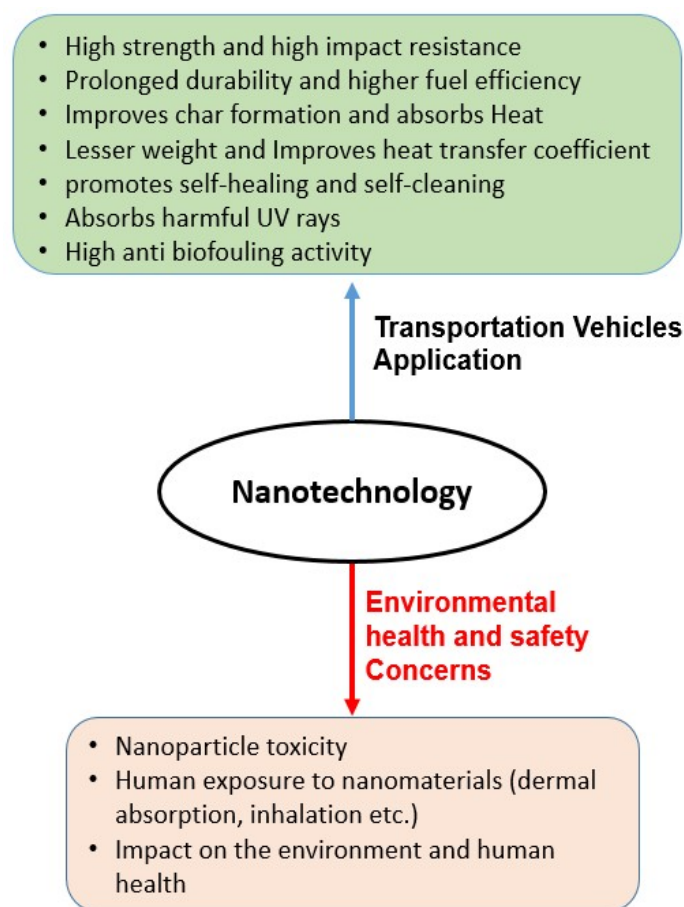 • High strength and high impact resistance
• Prolonged durability and higher fuel efficiency
• Improves char formation and absorbs Heat
• Lesser weight and Improves heat transfer coefficient
• promotes self-healing and self-cleaning
• Absorbs harmful UV rays
• High anti biofouling activity
Transportation Vehicles
Application
Nanotechnology
Environmental
health and safety
Concerns
• Nanoparticle toxicity
• Human exposure to nanomaterials (dermal
absorption, inhalation etc.)
• Impact on the environment and human
health